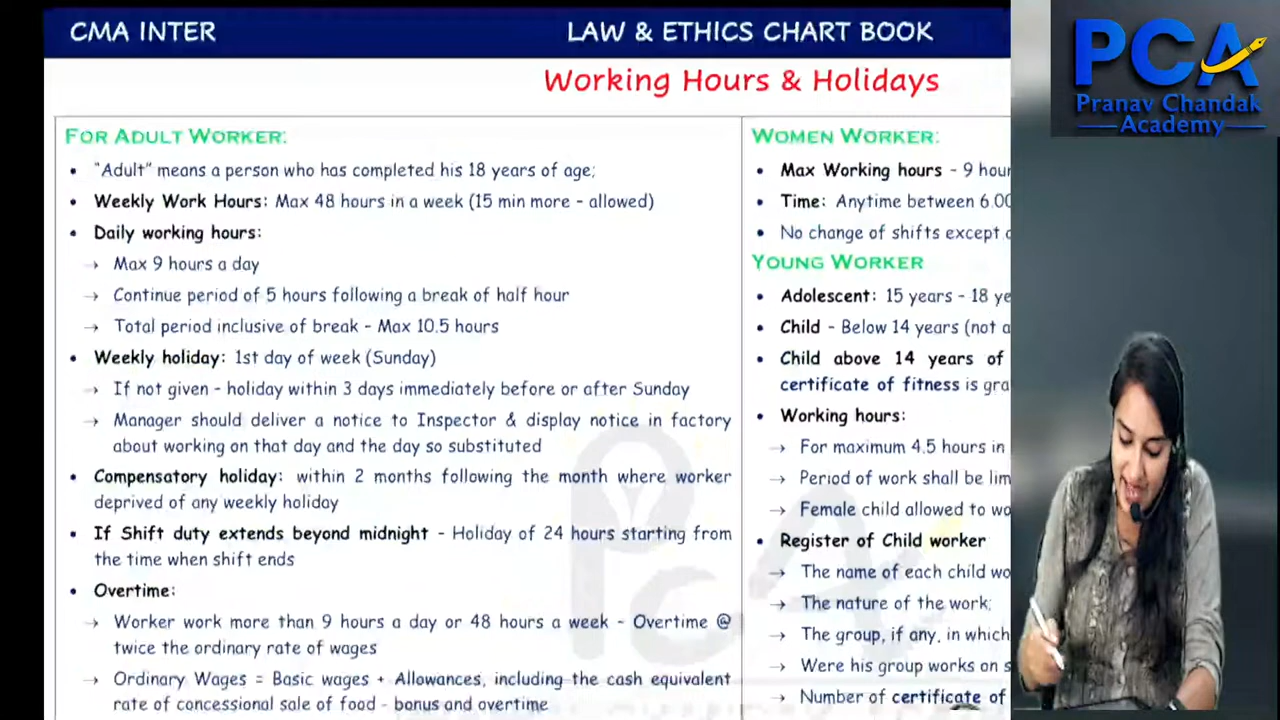 CMA INTER
LAW & ETHICS CHART BOOK
Working Hours & Holidays
FOR ADULT WORKER:
• "Adult" means a person who has completed his 18 years of age;
• Weekly Work Hours: Max 48 hours in a week (15 min more - allowed)
• Daily working hours:
→ Max 9 hours a day
→ Continue period of 5 hours following a break of half hour
→ Total period inclusive of break - Max 10.5 hours
• Weekly holiday: 1st day of week (Sunday)
→ If not given - holiday within 3 days immediately before or after Sunday
→ Manager should deliver a notice to Inspector & display notice in factory
about working on that day and the day so substituted
• Compensatory holiday: within 2 months following the month where worker
deprived of any weekly holiday
• If Shift duty extends beyond midnight - Holiday of 24 hours starting from
the time when shift ends
• Overtime:
→ Worker work more than 9 hours a day or 48 hours a week - Overtime @
twice the ordinary rate of wages
→ Ordinary Wages = Basic wages + Allowances, including the cash equivalent
rate of concessional sale of food - bonus and overtime
WOMEN WORKER:
• Max Working hours - 9 hour
• Time: Anytime between 6.00
• No change of shifts except
YOUNG WORKER
• Adolescent: 15 years - 18 ye
• Child - Below 14 years (not a
• Child above 14 years of
certificate of fitness is gra
• Working hours:
→ For maximum 4.5 hours in
→ Period of work shall be lim
→ Female child allowed to wo
• Register of Child worker
→ The name of each child wo
→ The nature of the work;
→ The group, if any, in which
→ Were his group works on s
→ Number of certificate of
PCA
Pranav Chandak
Academy